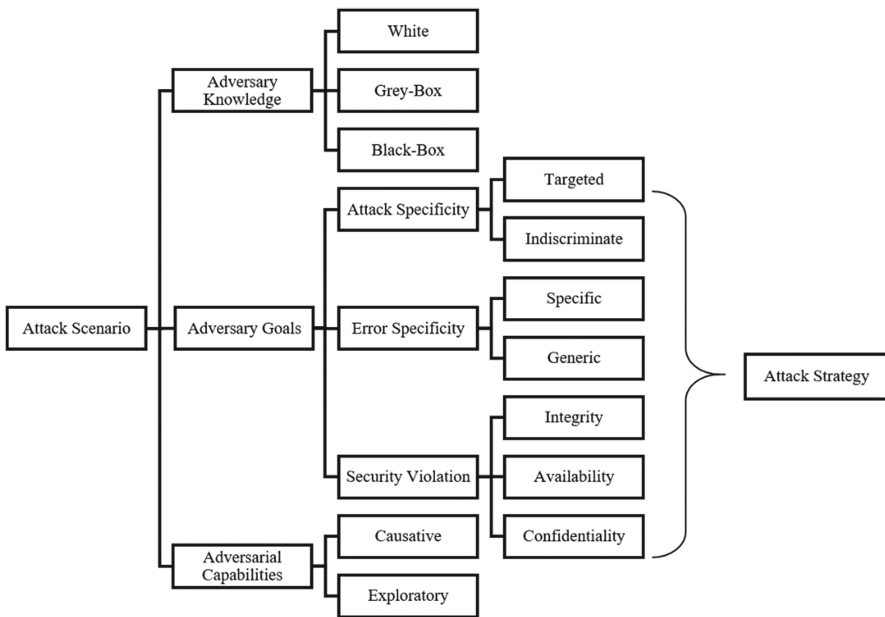 White
Adversary
Knowledge
Grey-Box
Black-Box
Targeted
Attack Specificity
Indiscriminate
Specific
Attack Scenario
Adversary Goals
Error Specificity
Generic
Attack Strategy
Integrity
Security Violation
Availability
Causative
Confidentiality
Adversarial
Capabilities
Exploratory